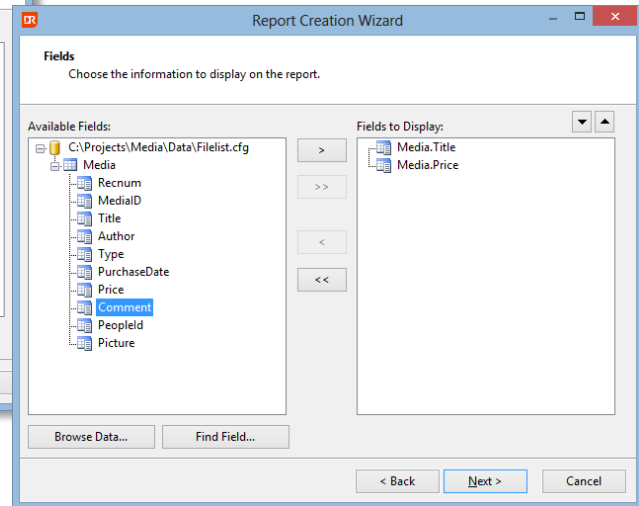 DR
Report Creation Wizard
Fields
Choose the information to display on the report.
Available Fields:
Fields to Display:
C:\Projects\Media\Data\Filelist.cfg
Media
Recnum
MediaID
Title
Author
Type
PurchaseDate
Price
Comment
PeopleId
Picture
>
>>
<
<<
Media.Title
Media.Price
Browse Data...
Find Field...
< Back
Next >
Cancel